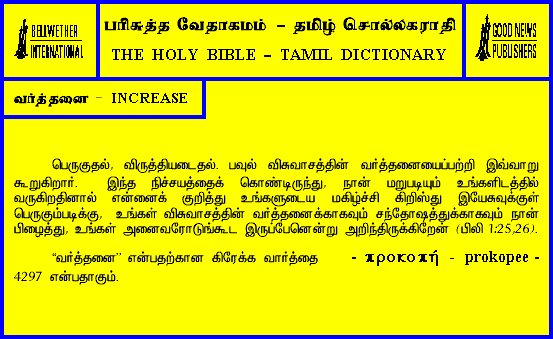 BELLWETHER
INTERNATIONAL
பரிசுத்த வேதாகமம் – தமிழ் சொல்லகராதி
THE HOLY BIBLE – TAMIL DICTIONARY
GOOD NEWS
PUBLISHERS
வர்த்தனை – INCREASE
பெருகுதல், விருத்தியடைதல். பவுல் விசுவாசத்தின் வர்த்தனையைப்பற்றி இவ்வாறு
கூறுகிறார். இந்த நிச்சயத்தைக் கொண்டிருந்து, நான் மறுபடியும் உங்களிடத்தில்
வருகிறதினால் என்னைக் குறித்து உங்களுடைய மகிழ்ச்சி கிறிஸ்து இயேசுவுக்குள்
பெருகும்படிக்கு, உங்கள் விசுவாசத்தின் வர்த்தனைக்காகவும் சந்தோஷத்துக்காகவும் நான்
பிழைத்து, உங்கள் அனைவரோடுங்கூட இருப்பேனென்று அறிந்திருக்கிறேன் (பிலி 1:25,26).
“வர்த்தனை” என்பதற்கான கிரேக்க வார்த்தை - προκοπή - prokopee -
4297 என்பதாகும்.